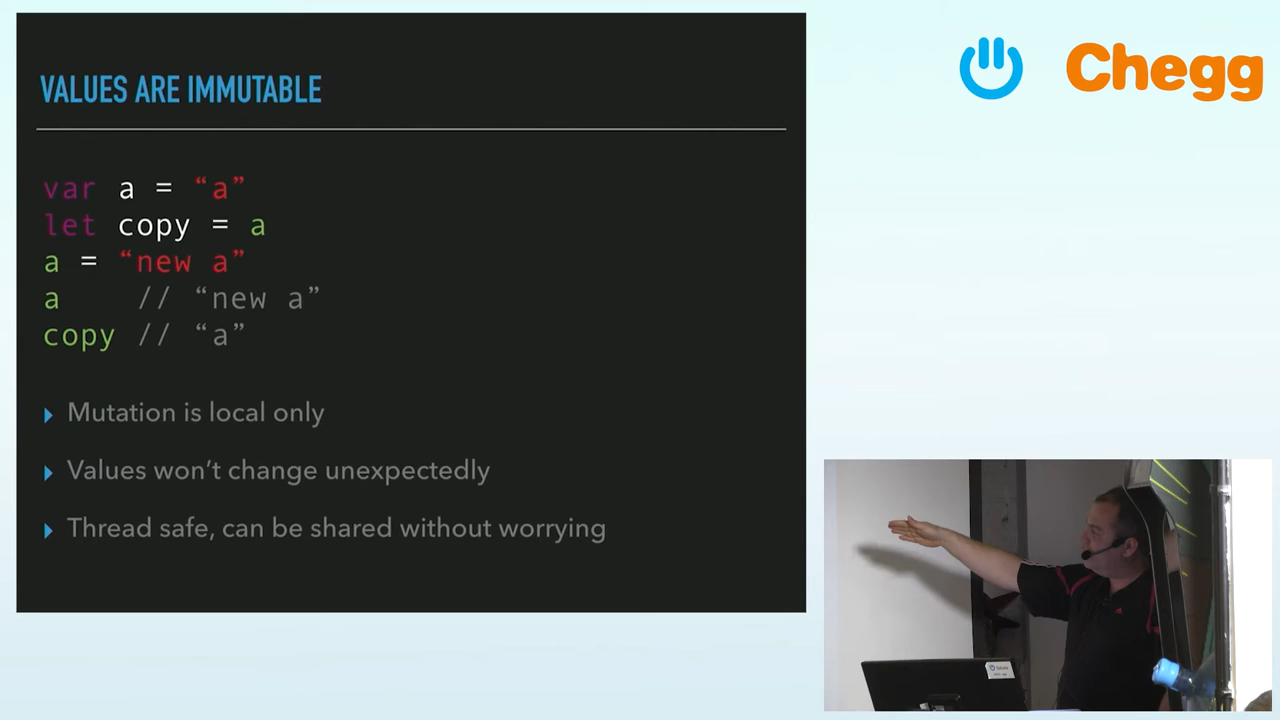 VALUES ARE IMMUTABLE
var a = “a”
let copy = a
a = “new a”
a // “new a”
copy // “a”
Mutation is local only
Values won’t change unexpectedly
Thread safe, can be shared without worrying
Chegg